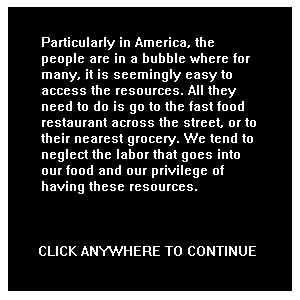 Particularly in America, the
people are in a bubble where for
many, it is seemingly easy to
access the resources. All they
need to do is go to the fast food
restaurant across the street, or to
their nearest grocery. We tend to
neglect the labor that goes into
our food and our privilege of
having these resources.
CLICK ANYWHERE TO CONTINUE